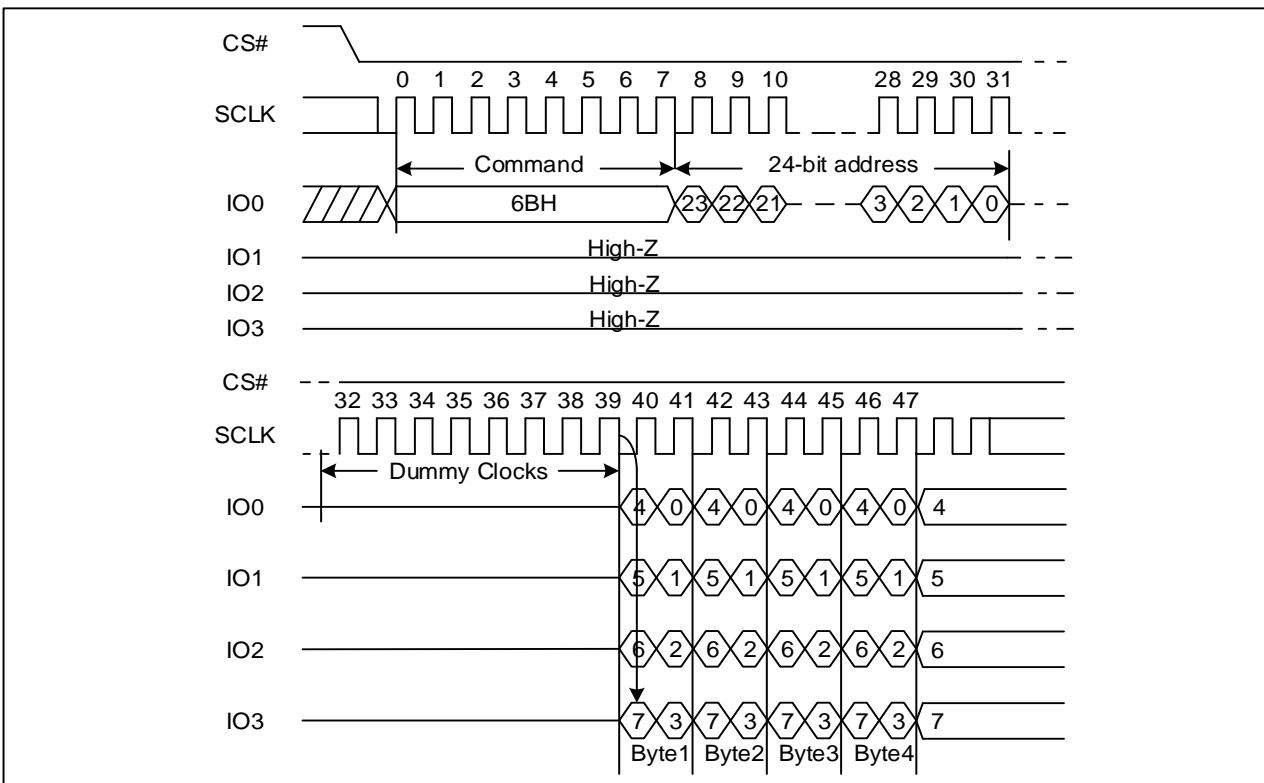 CS#
0 1 2 3 4 5 6 7 8 9 10 28 29 30 31
SCLK
Command 24-bit address
IO0 6BH 23 22 21 3 2 1 0
High-Z
IO1
High-Z
IO2
High-Z
IO3
CS#
32 33 34 35 36 37 38 39 40 41 42 43 44 45 46 47
SCLK
Dummy Clocks
IO0 4 0 4 0 4 0 4 0 4
IO1 5 1 5 1 5 1 5 1 5
IO2 6 2 6 2 6 2 6 2 6
IO3 7 3 7 3 7 3 7 3 7
Byte1 Byte2 Byte3 Byte4